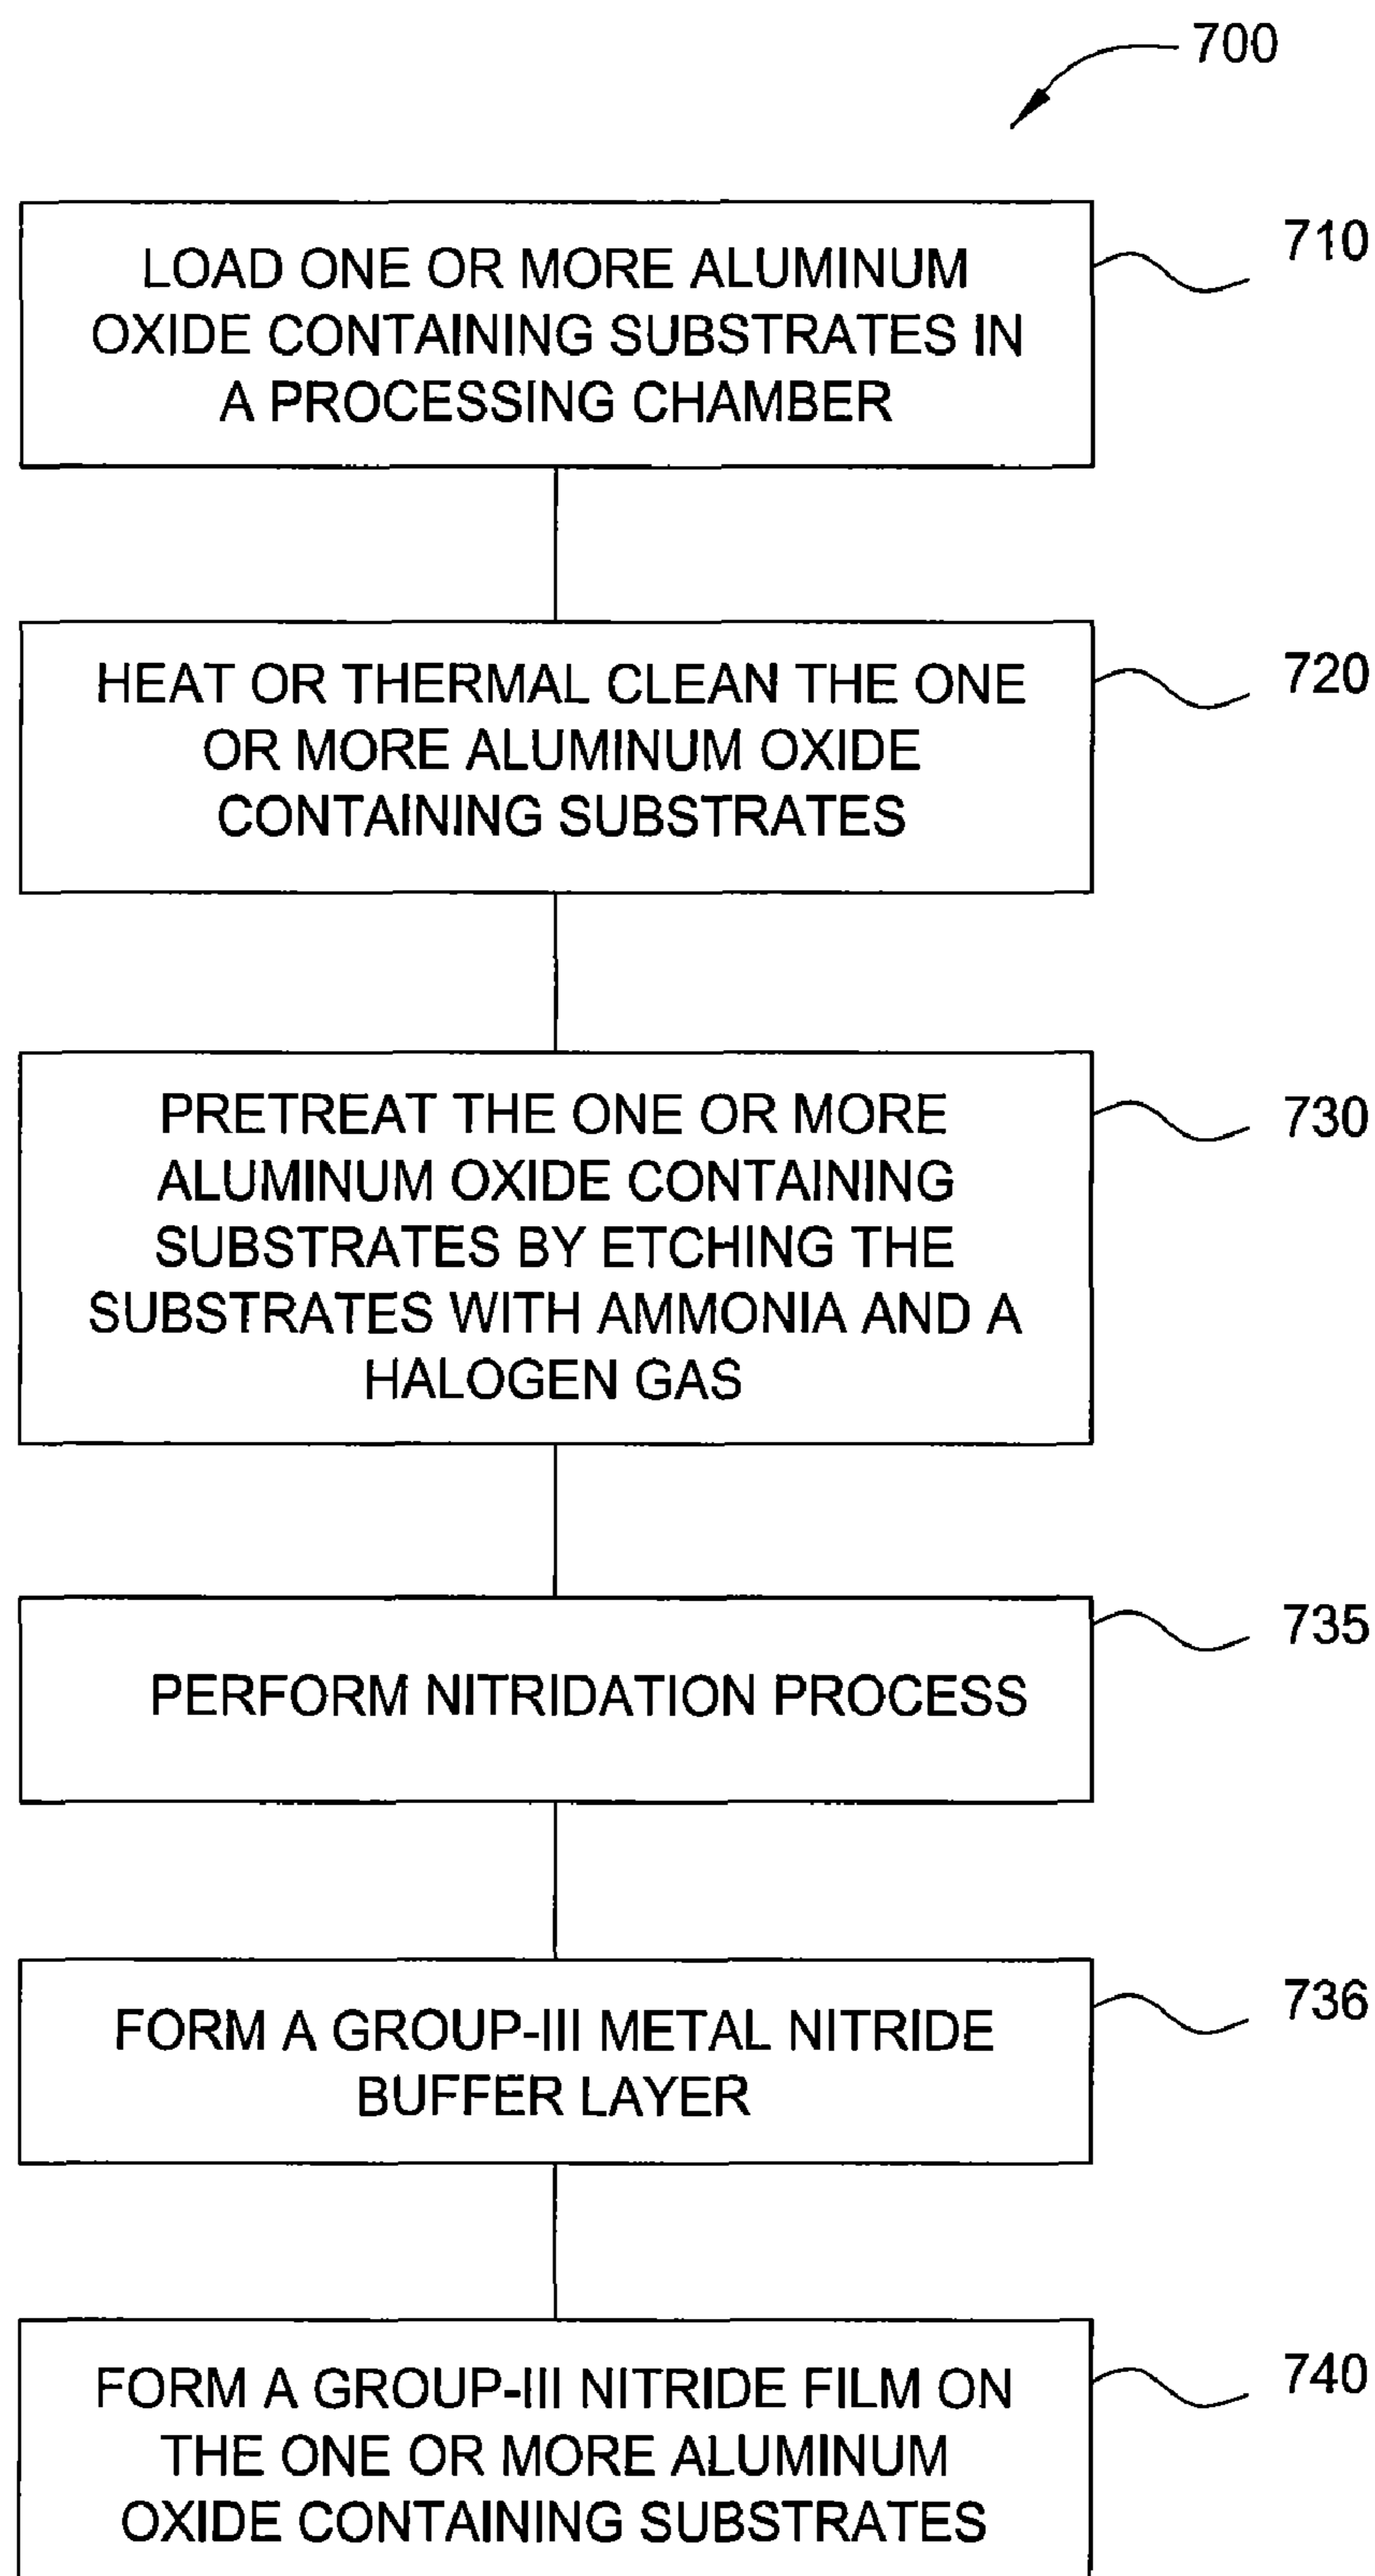 700
LOAD ONE OR MORE ALUMINUM
OXIDE CONTAINING SUBSTRATES IN
A PROCESSING CHAMBER
710
HEAT OR THERMAL CLEAN THE ONE
OR MORE ALUMINUM OXIDE
CONTAINING SUBSTRATES
720
PRETREAT THE ONE OR MORE
ALUMINUM OXIDE CONTAINING
SUBSTRATES BY ETCHING THE
SUBSTRATES WITH AMMONIA AND A
HALOGEN GAS
730
PERFORM NITRIDATION PROCESS
735
FORM A GROUP-III METAL NITRIDE
BUFFER LAYER
736
FORM A GROUP-III NITRIDE FILM ON
THE ONE OR MORE ALUMINUM
OXIDE CONTAINING SUBSTRATES
740